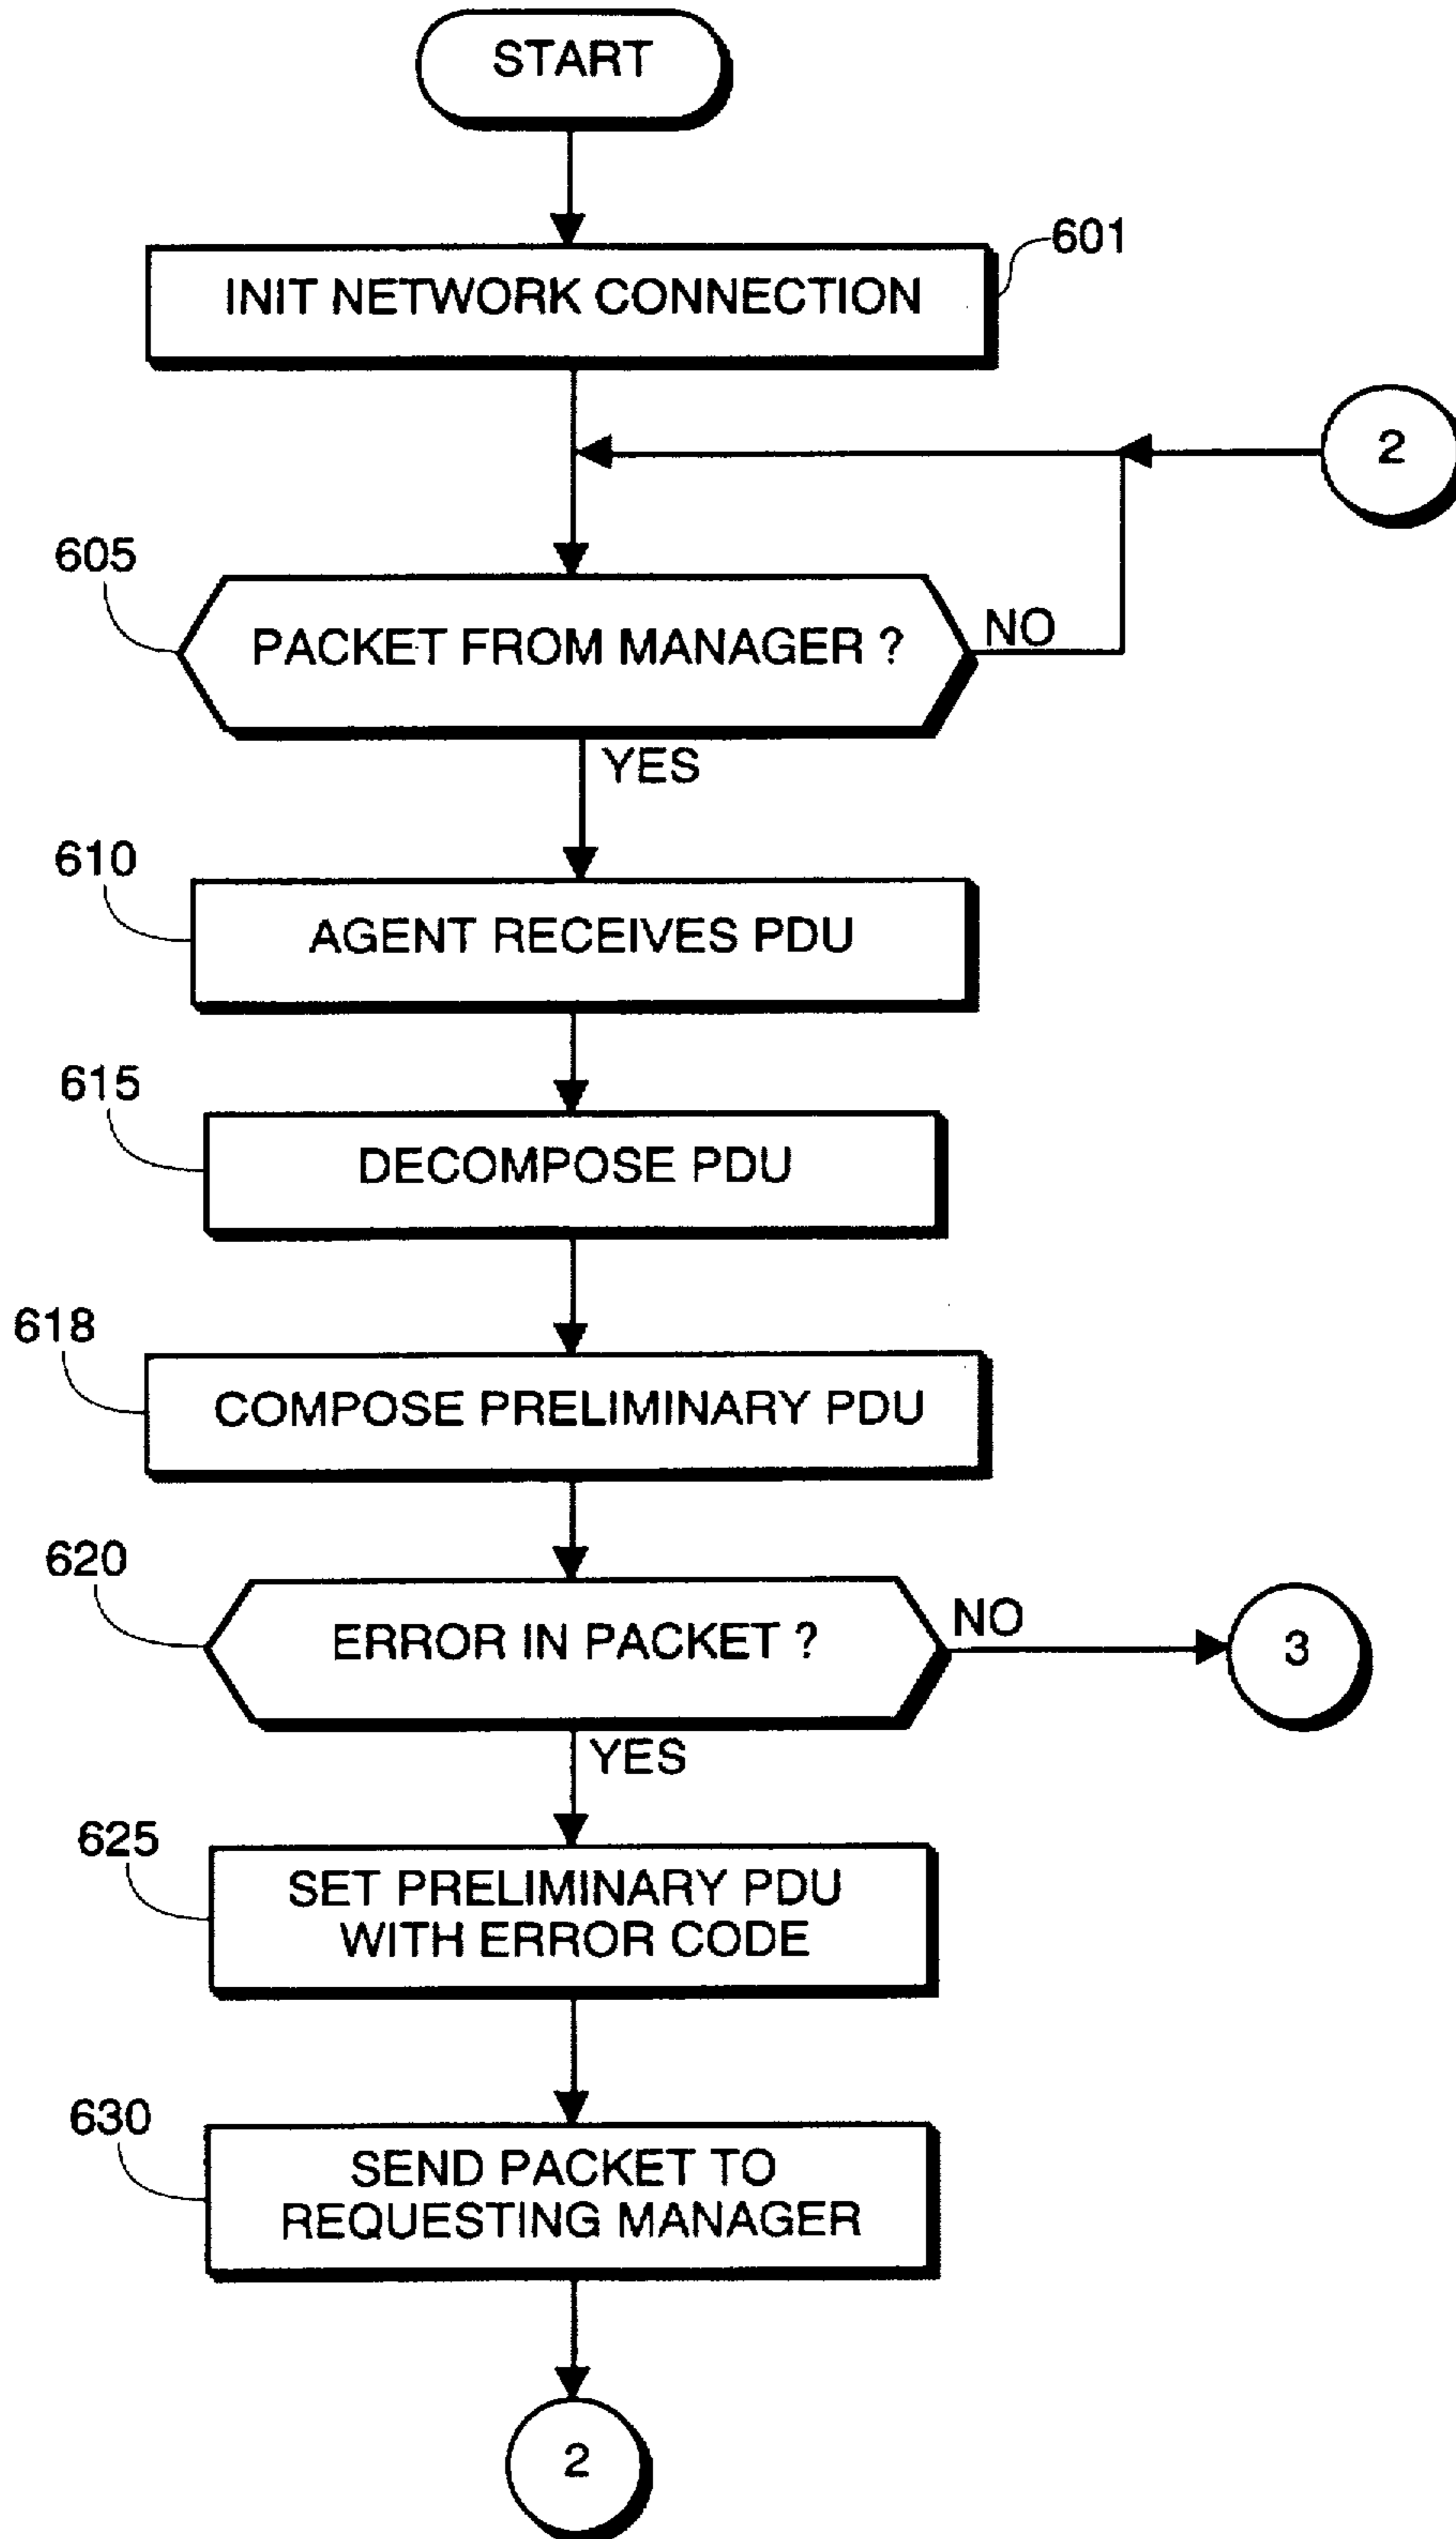 START
601
INIT NETWORK CONNECTION
2
605
PACKET FROM MANAGER ?
NO
YES
610
AGENT RECEIVES PDU
615
DECOMPOSE PDU
618
COMPOSE PRELIMINARY PDU
620
ERROR IN PACKET ?
NO
3
YES
625
SET PRELIMINARY PDU
WITH ERROR CODE
630
SEND PACKET TO
REQUESTING MANAGER
2